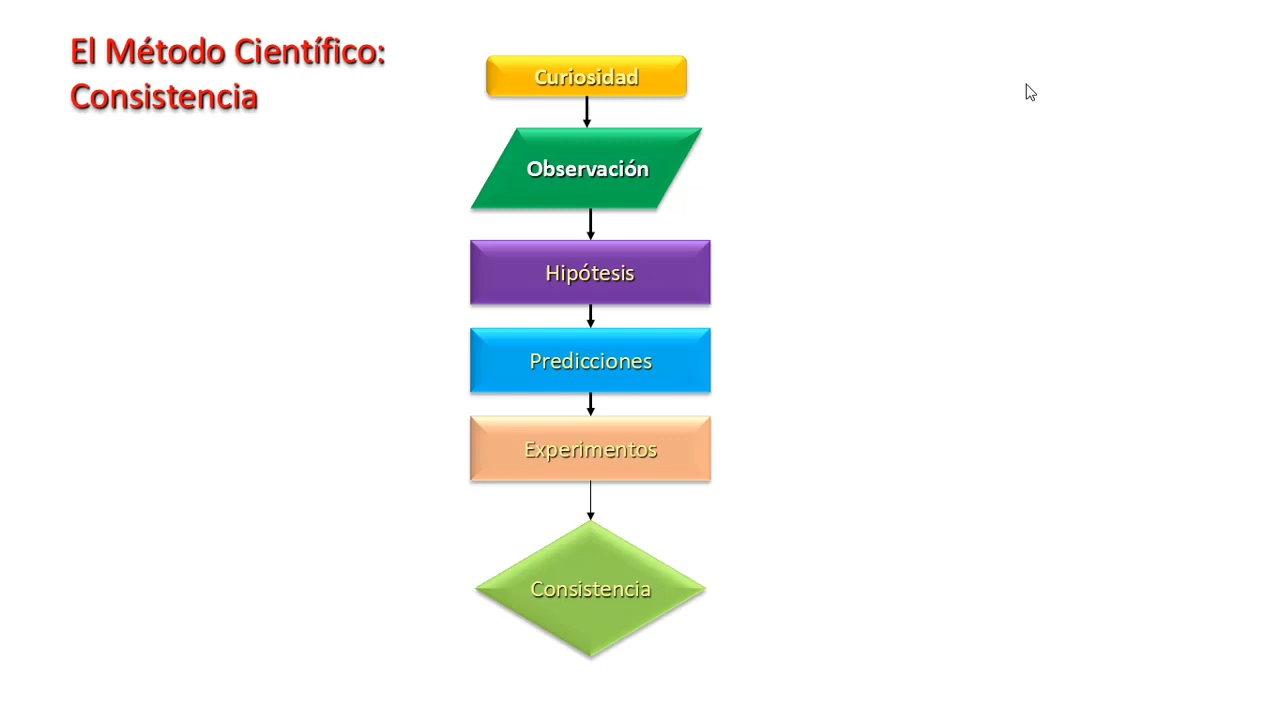 El Método Científico:
Consistencia
Curiosidad
Observación
Hipótesis
Predicciones
Experimentos
Consistencia